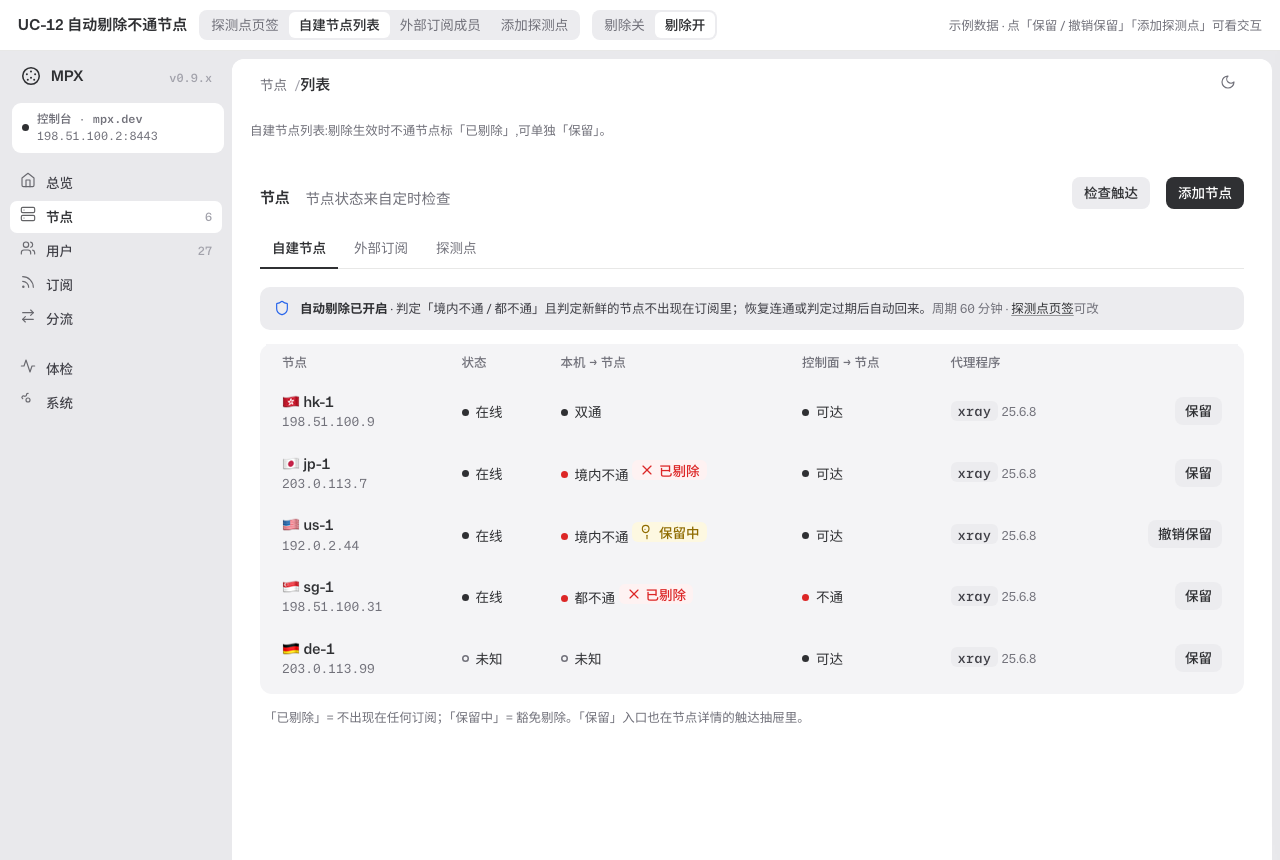 UC-12 自动剔除不通节点 探测点页签 自建节点列表 外部订阅成员 添加探测点 剔除关 剔除开 示例数据 · 点「保留 / 撤销保留」「添加探测点」可看交互
MPX v0.9.x
控制台 · mpx.dev
198.51.100.2:8443
总览
节点 6
用户 27
订阅
分流
体检
系统
节点 /列表
自建节点列表:剔除生效时不通节点标「已剔除」,可单独「保留」。
节点 节点状态来自定时检查 检查触达 添加节点
自建节点 外部订阅 探测点
自动剔除已开启 · 判定「境内不通 / 都不通」且判定新鲜的节点不出现在订阅里；恢复连通或判定过期后自动回来。周期 60 分钟 · 探测点页签可改
节点 状态 本机 → 节点 控制面 → 节点 代理程序
🇭🇰 hk-1
198.51.100.9 在线 双通 可达 xray 25.6.8 保留
🇯🇵 jp-1
203.0.113.7 在线 境内不通 已剔除 可达 xray 25.6.8 保留
🇺🇸 us-1
192.0.2.44 在线 境内不通 保留中 可达 xray 25.6.8 撤销保留
🇸🇬 sg-1
198.51.100.31 在线 都不通 已剔除 不通 xray 25.6.8 保留
🇩🇪 de-1
203.0.113.99 未知 未知 可达 xray 25.6.8 保留
「已剔除」= 不出现在任何订阅；「保留中」= 豁免剔除。「保留」入口也在节点详情的触达抽屉里。